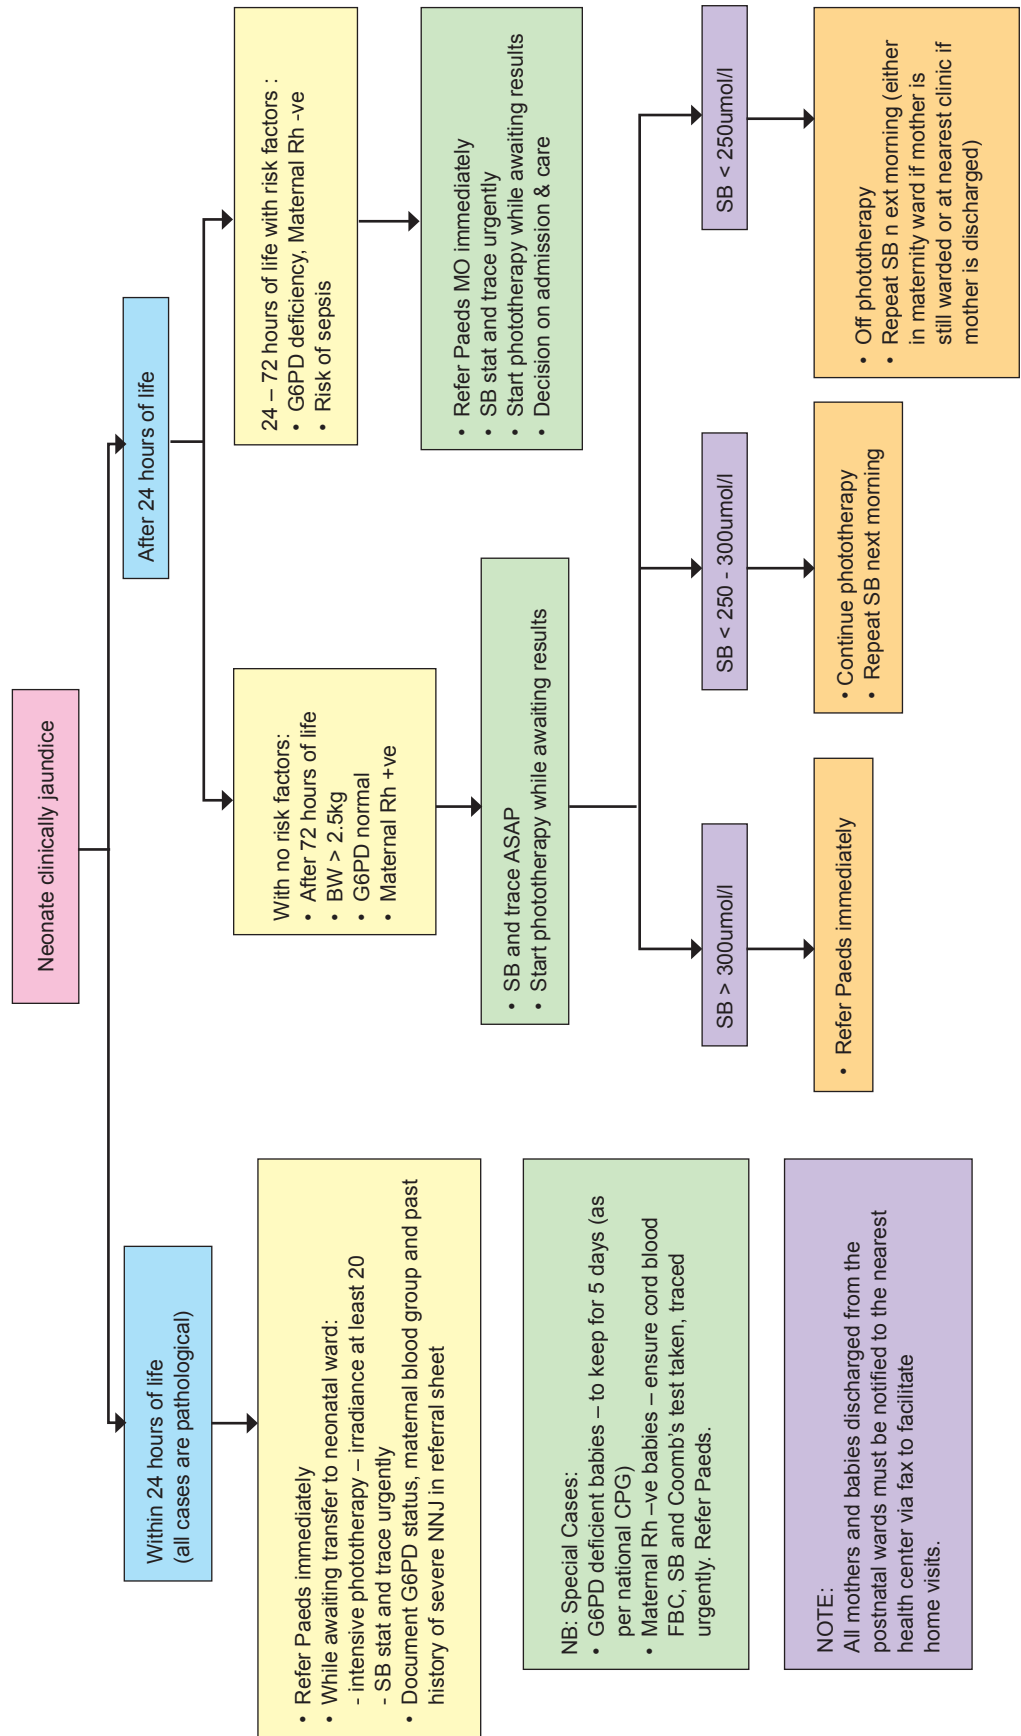 Neonate clinically jaundice
Within 24 hours of life
(all cases are pathological)
After 24 hours of life
• Refer Paeds immediately
• While awaiting transfer to neonatal ward:
- intensive phototherapy – irradiance at least 20
- SB stat and trace urgently
• Document G6PD status, maternal blood group and past
history of severe NNJ in referral sheet
With no risk factors:
• After 72 hours of life
• BW > 2.5kg
• G6PD normal
• Maternal Rh +ve
24 – 72 hours of life with risk factors :
• G6PD deficiency, Maternal Rh -ve
• Risk of sepsis
• SB and trace ASAP
• Start phototherapy while awaiting results
• Refer Paeds MO immediately
• SB stat and trace urgently
• Start phototherapy while awaiting results
• Decision on admission & care
NB: Special Cases:
• G6PD deficient babies – to keep for 5 days (as
per national CPG)
• Maternal Rh –ve babies – ensure cord blood
FBC, SB and Coomb's test taken, traced
urgently. Refer Paeds.
SB > 300umol/l
SB < 250 - 300umol/l
SB < 250umol/l
• Refer Paeds immediately
• Continue phototherapy
• Repeat SB next morning
• Off phototherapy
• Repeat SB n ext morning (either
in maternity ward if mother is
still warded or at nearest clinic if
mother is discharged)
NOTE:
All mothers and babies discharged from the
postnatal wards must be notified to the nearest
health center via fax to facilitate
home visits.